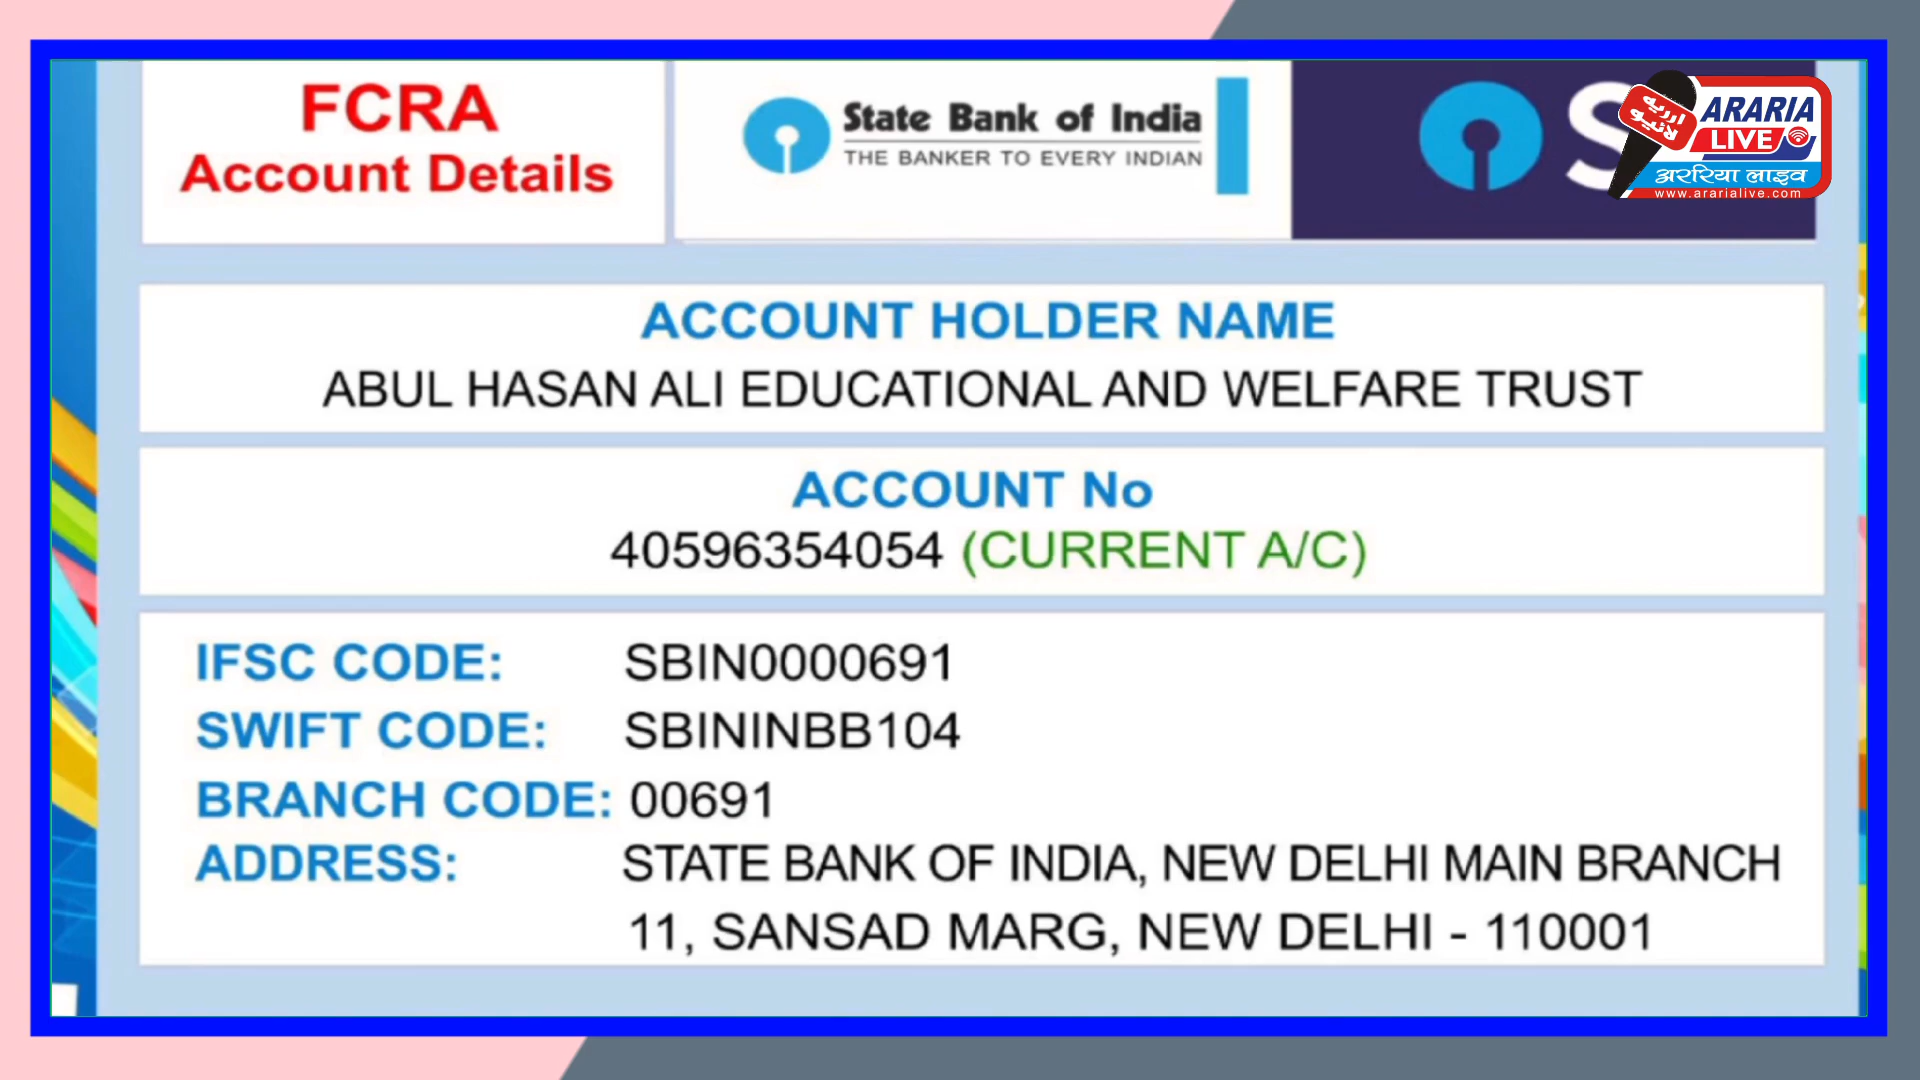 FCRA
Account Details
State Bank of India
THE BANKER TO EVERY INDIAN
S
ارریہ
لائیو
ARARIA
LIVE
अररिया लाइव
www.ararialive.com
ACCOUNT HOLDER NAME
ABUL HASAN ALI EDUCATIONAL AND WELFARE TRUST
ACCOUNT No
40596354054 (CURRENT A/C)
IFSC CODE: SBIN0000691
SWIFT CODE: SBININBB104
BRANCH CODE: 00691
ADDRESS: STATE BANK OF INDIA, NEW DELHI MAIN BRANCH
11, SANSAD MARG, NEW DELHI - 110001